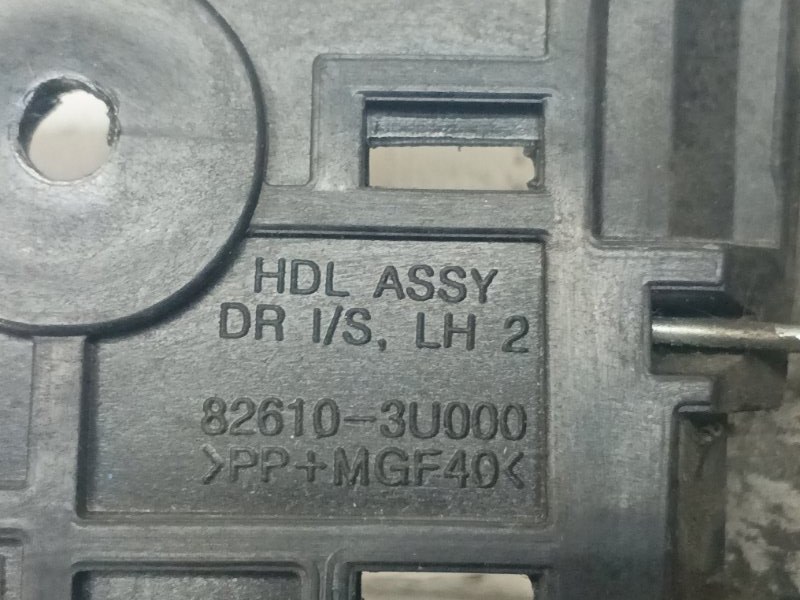 HDL ASSY
DR I/S, LH 2
82610-3U000
>PP+MGF40<